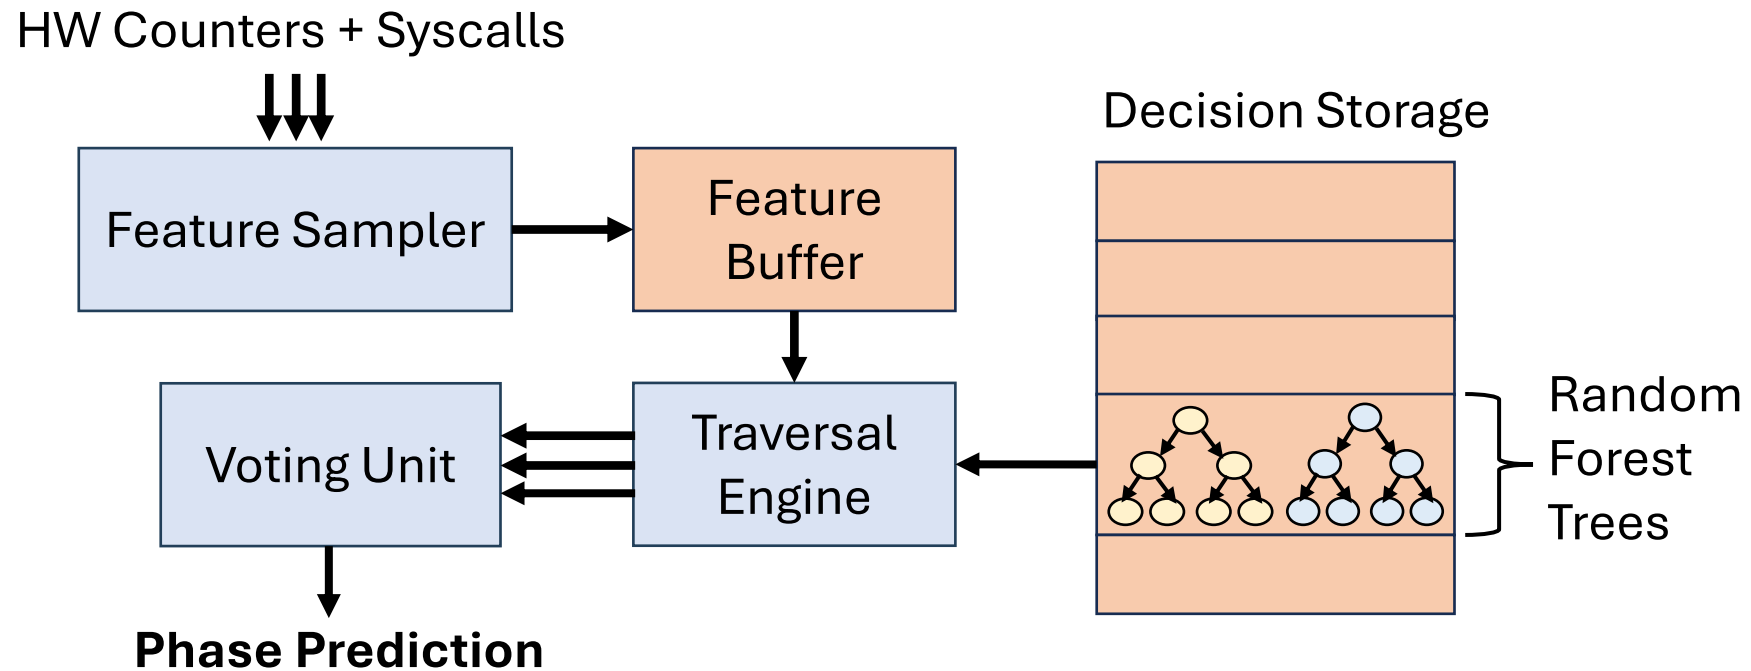 HW Counters + Syscalls
Decision Storage
Feature Sampler
Feature
Buffer
Voting Unit
Traversal
Engine
Random
Forest
Trees
Phase Prediction